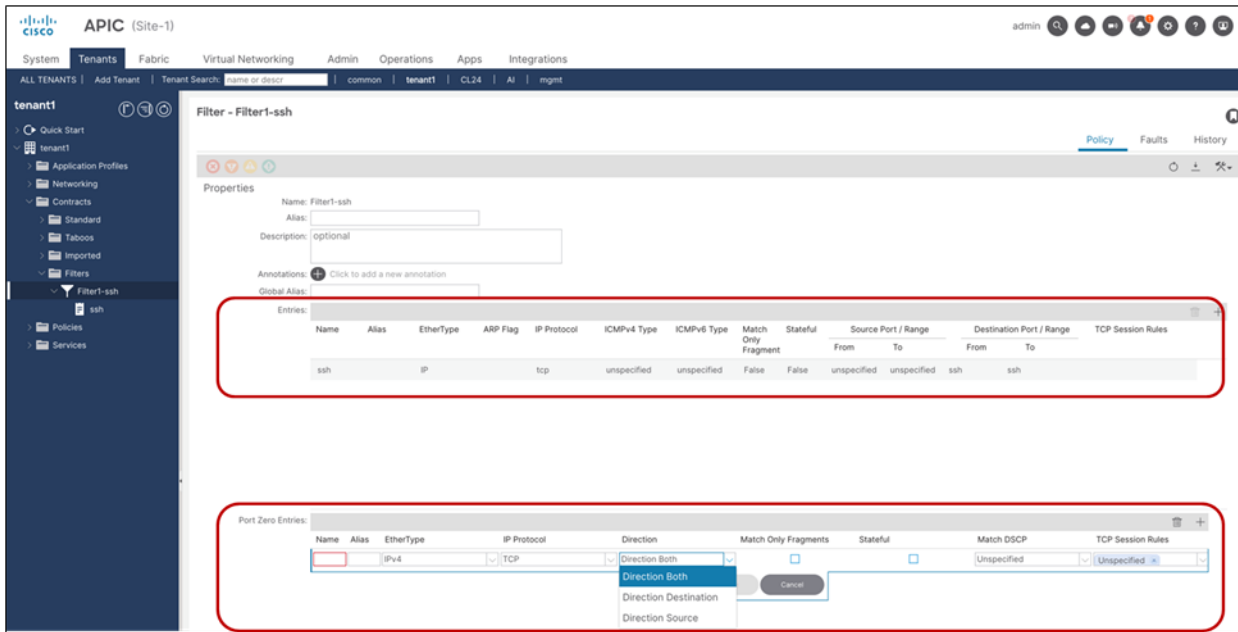 CISCO APIC (Site-1) admin
System Tenants Fabric Virtual Networking Admin Operations Apps Integrations
ALL TENANTS | Add Tenant | Tenant Search: name or descr | common | tenant1 | CL24 | AI | mgmt
tenant1
Quick Start
tenant1
Application Profiles
Networking
Contracts
Standard
Taboos
Imported
Filters
Filter1-ssh
ssh
Policies
Services
Filter - Filter1-ssh
Policy Faults History
Properties
Name: Filter1-ssh
Alias:
Description: optional
Annotations: Click to add a new annotation
Global Alias:
Entries:
Name Alias EtherType ARP Flag IP Protocol ICMPv4 Type ICMPv6 Type Match Stateful Source Port / Range Destination Port / Range TCP Session Rules
Only
Fragment From To From To
ssh IP tcp unspecified unspecified False False unspecified unspecified ssh ssh
Port Zero Entries:
Name Alias EtherType IP Protocol Direction Match Only Fragments Stateful Match DSCP TCP Session Rules
IPv4 TCP Direction Both Unspecified Unspecified ×
Direction Both
Cancel
Direction Destination
Direction Source